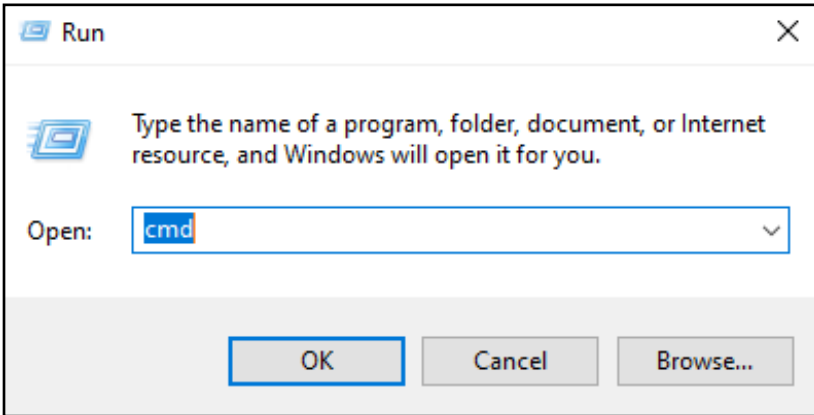 Run
Type the name of a program, folder, document, or Internet
resource, and Windows will open it for you.
Open: cmd
OK Cancel Browse...